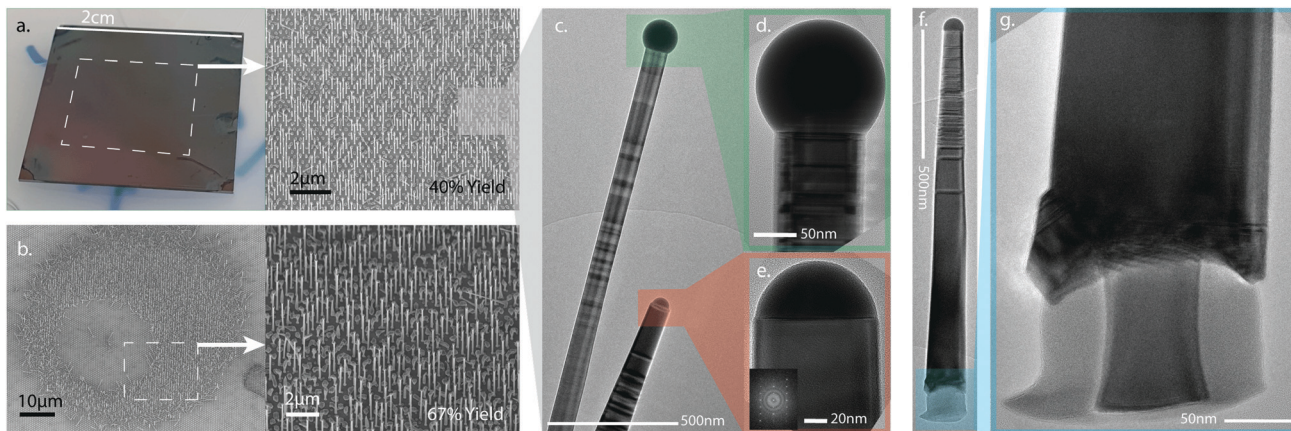 a.
2cm
2µm
40% Yield
b.
10µm
2µm
67% Yield
c.
500nm
d.
50nm
e.
20nm
f.
500nm
g.
50nm